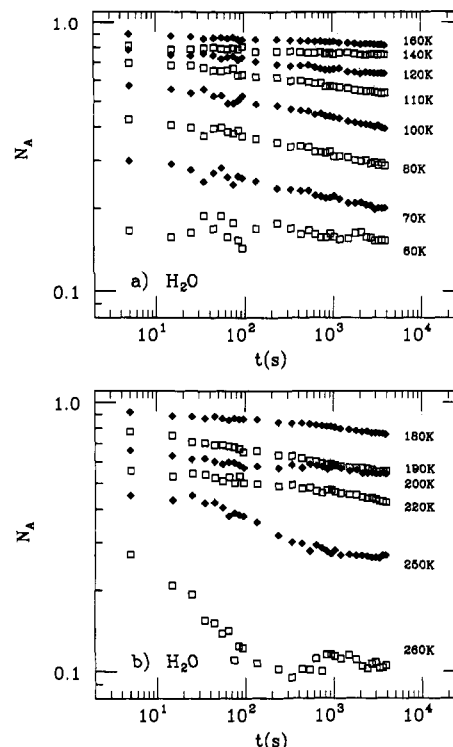 1.0
160K
140K
120K
110K
100K
80K
70K
60K
N_A
0.1
a) H₂O
10¹ 10² 10³ 10⁴
t(s)
1.0
180K
190K
200K
220K
250K
260K
N_A
0.1
b) H₂O
10¹ 10² 10³ 10⁴
t(s)